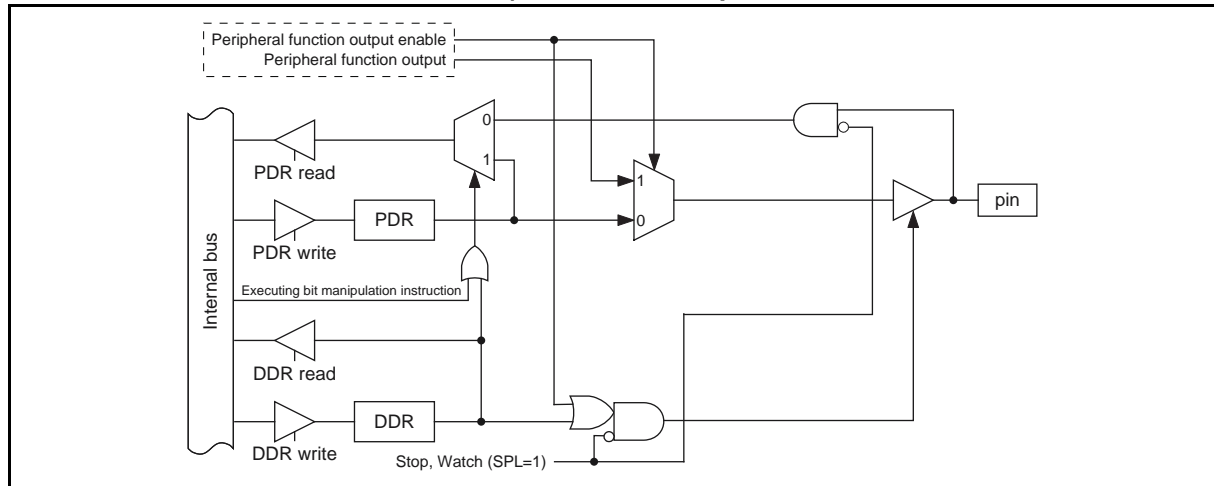 Peripheral function output enable
Peripheral function output
0
1
PDR read
1
pin
PDR
0
PDR write
Internal bus
Executing bit manipulation instruction
DDR read
DDR
DDR write
Stop, Watch (SPL=1)